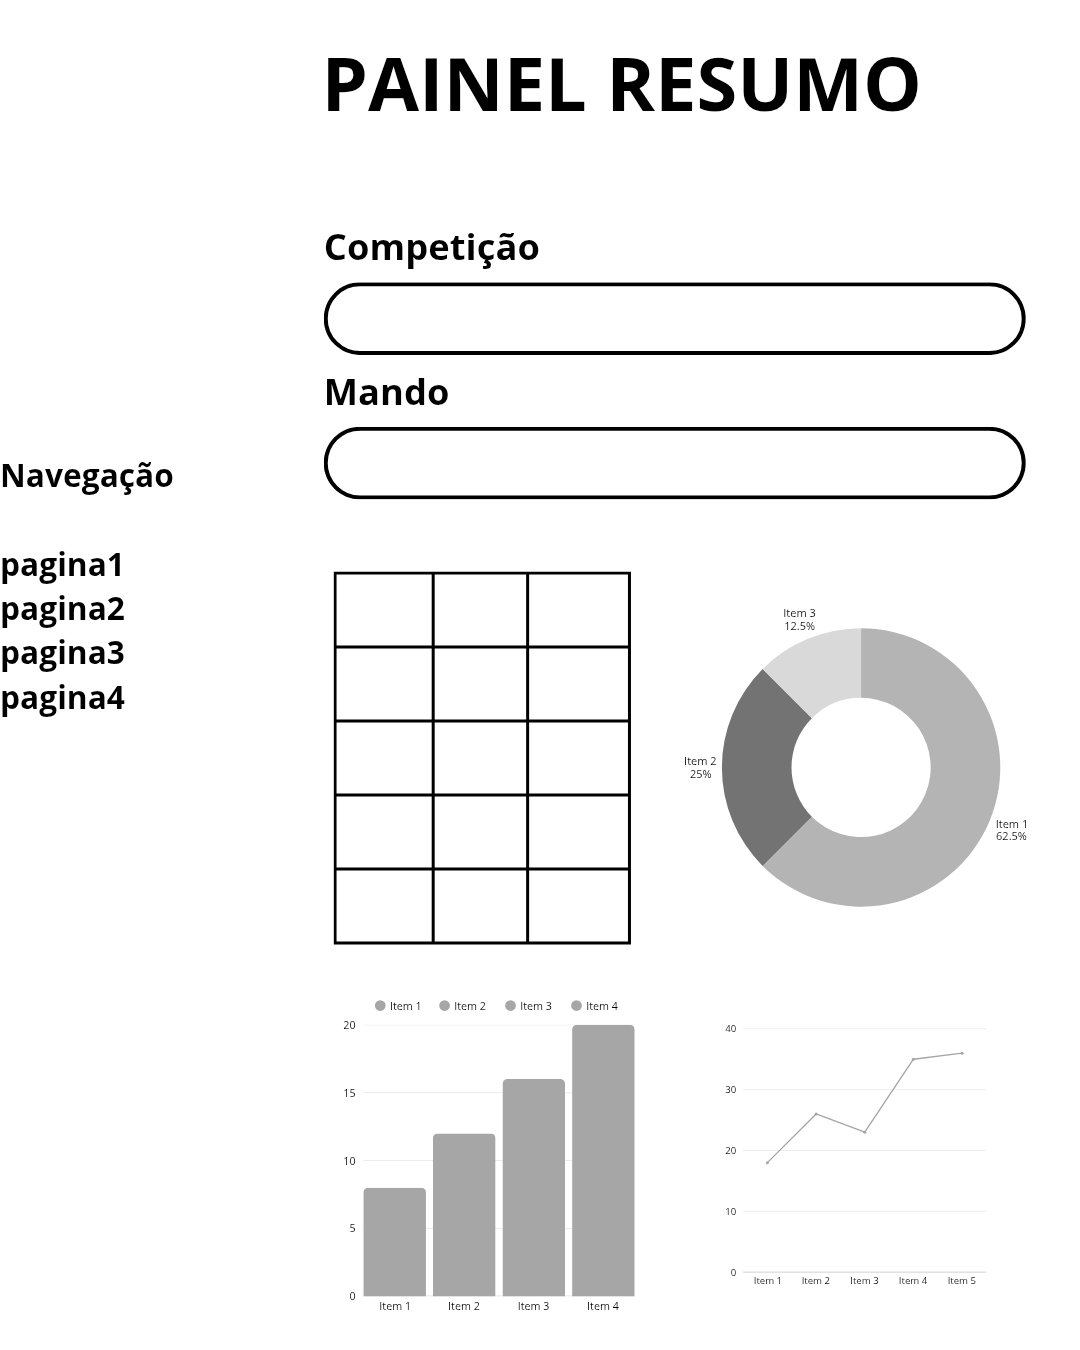 PAINEL RESUMO
Competição
Mando
Navegação
pagina1
pagina2
pagina3
pagina4
Item 3
12.5%
Item 2
25%
Item 1
62.5%
Item 1 Item 2 Item 3 Item 4
20
15
10
5
0
Item 1 Item 2 Item 3 Item 4
40
30
20
10
0
Item 1 Item 2 Item 3 Item 4 Item 5